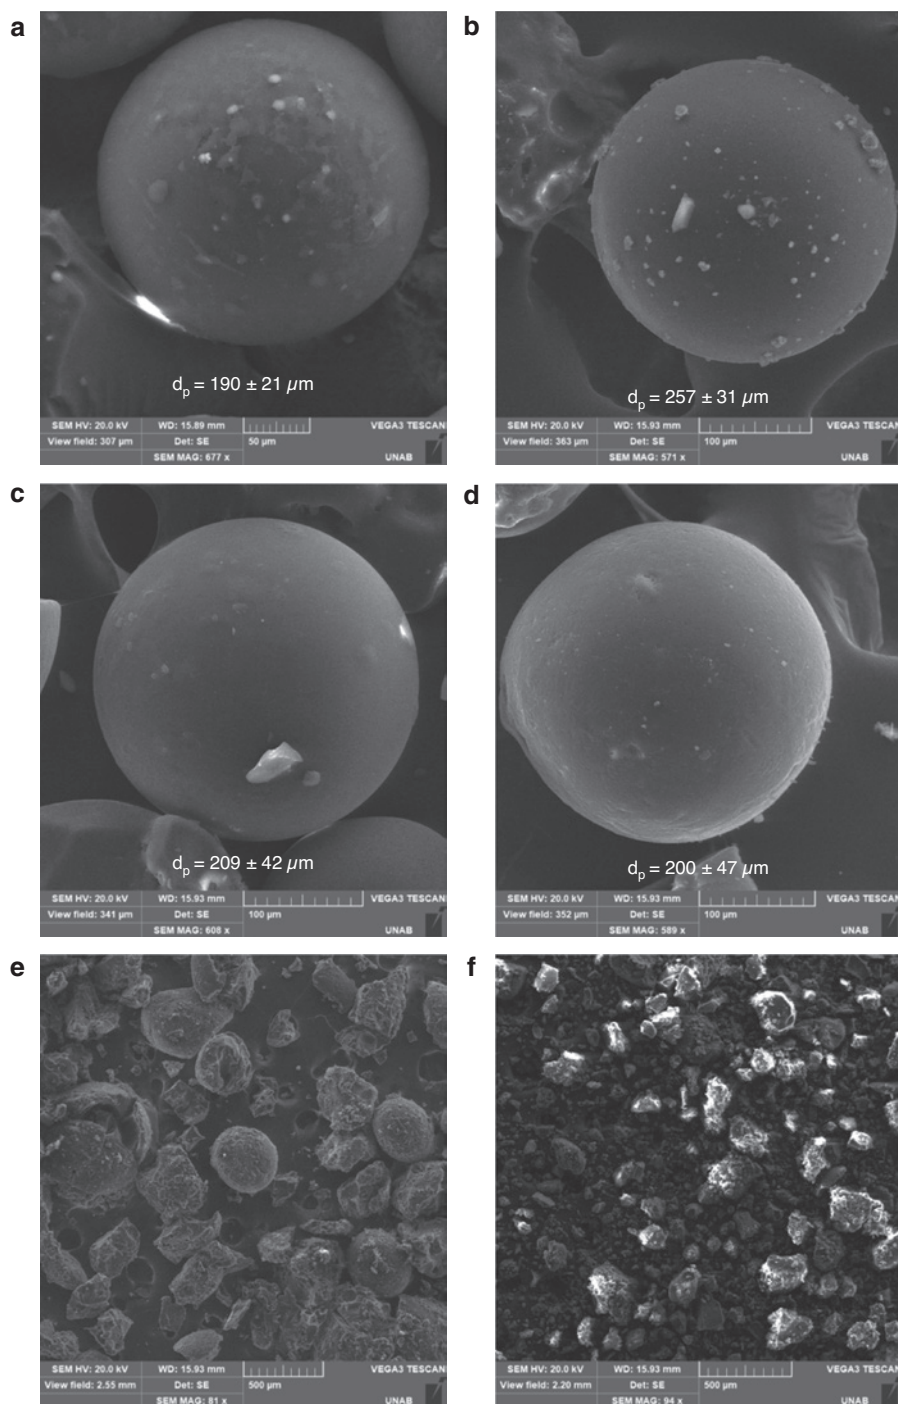 a
b
d_p = 190 ± 21 µm
SEM HV: 20.0 kV WD: 15.89 mm VEGA3 TESCAN
View field: 307 µm Det: SE 50 µm
SEM MAG: 677 x UNAB
d_p = 257 ± 31 µm
SEM HV: 20.0 kV WD: 15.93 mm VEGA3 TESCAN
View field: 363 µm Det: SE 100 µm
SEM MAG: 571 x UNAB
c
d
d_p = 209 ± 42 µm
SEM HV: 20.0 kV WD: 15.93 mm VEGA3 TESCAN
View field: 341 µm Det: SE 100 µm
SEM MAG: 608 x UNAB
d_p = 200 ± 47 µm
SEM HV: 20.0 kV WD: 15.93 mm VEGA3 TESCAN
View field: 352 µm Det: SE 100 µm
SEM MAG: 589 x UNAB
e
f
SEM HV: 20.0 kV WD: 15.93 mm VEGA3 TESCAN
View field: 2.55 mm Det: SE 500 µm
SEM MAG: 81 x UNAB
SEM HV: 20.0 kV WD: 15.93 mm VEGA3 TESCAN
View field: 2.20 mm Det: SE 500 µm
SEM MAG: 94 x UNAB